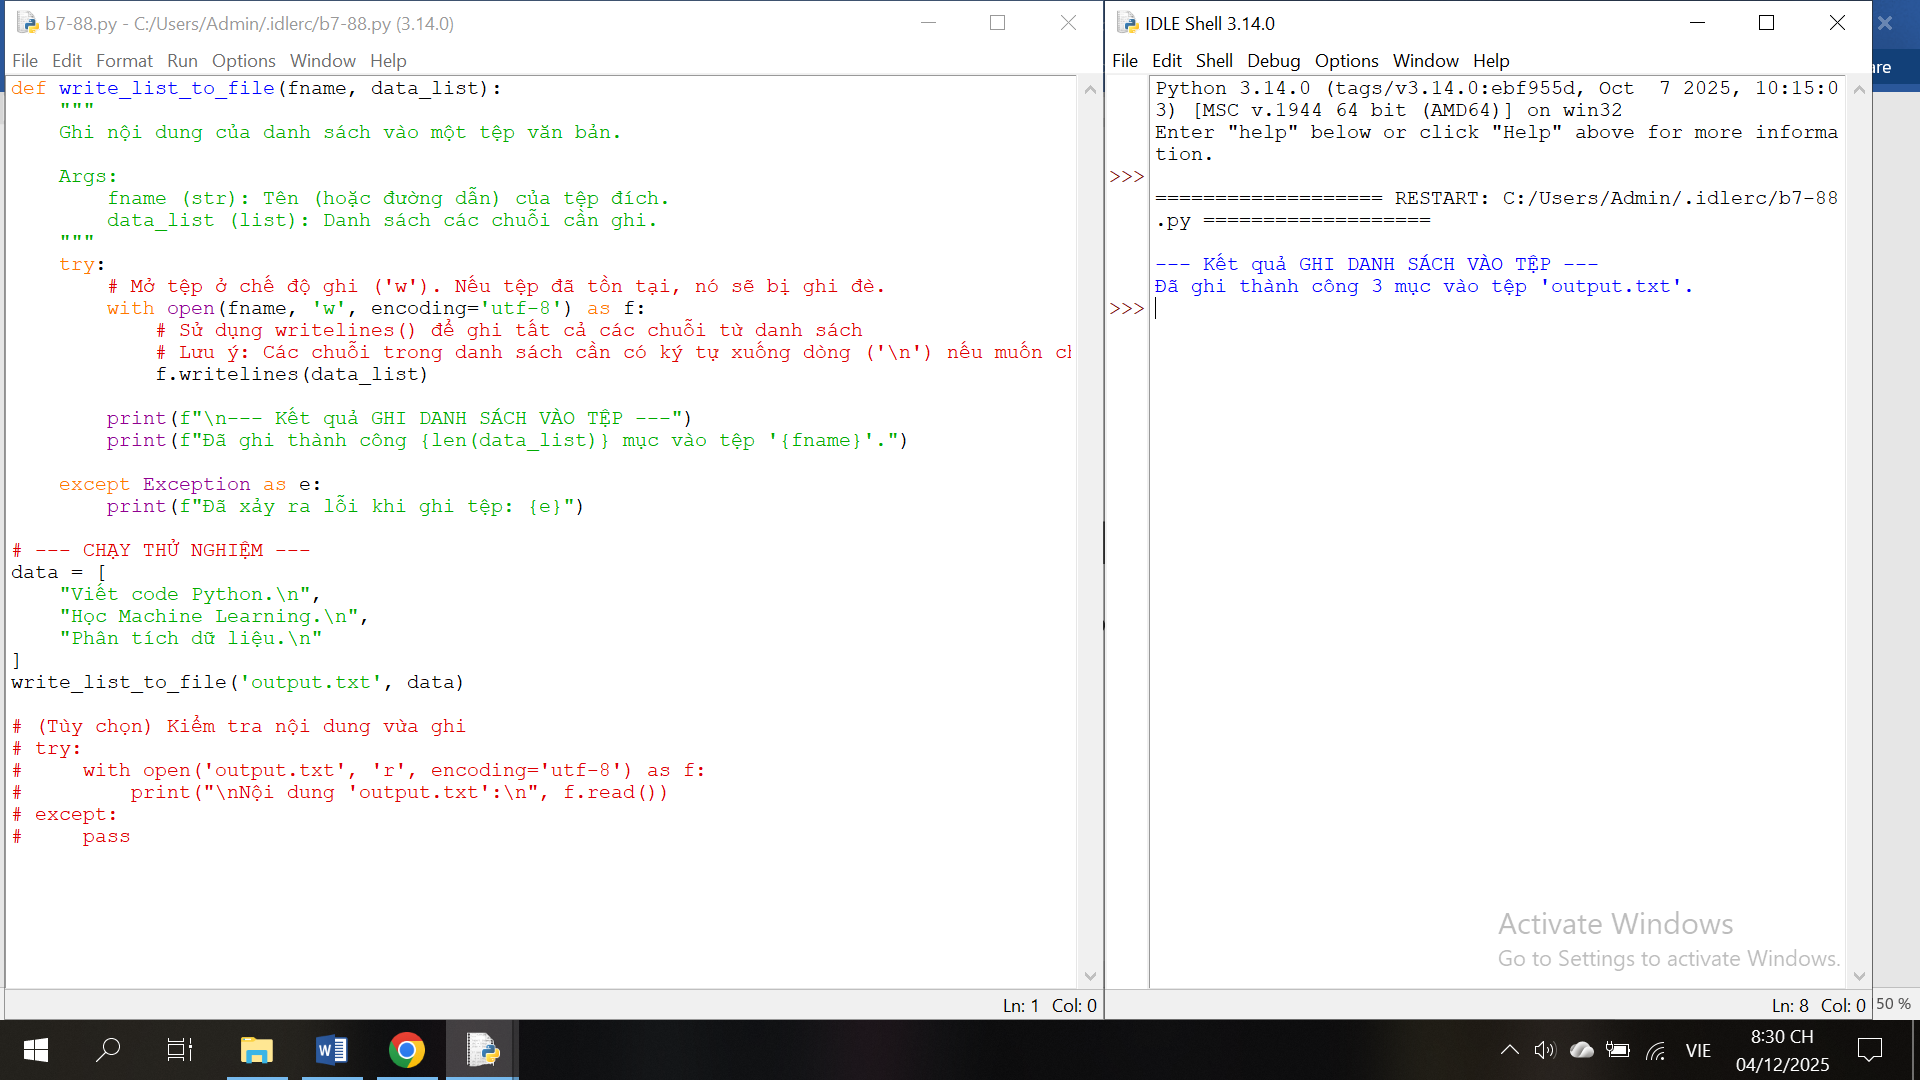 b7-88.py - C:/Users/Admin/.idlerc/b7-88.py (3.14.0)
File Edit Format Run Options Window Help
def write_list_to_file(fname, data_list):
    """
    Ghi nội dung của danh sách vào một tệp văn bản.

    Args:
        fname (str): Tên (hoặc đường dẫn) của tệp đích.
        data_list (list): Danh sách các chuỗi cần ghi.
    """
    try:
        # Mở tệp ở chế độ ghi ('w'). Nếu tệp đã tồn tại, nó sẽ bị ghi đè.
        with open(fname, 'w', encoding='utf-8') as f:
            # Sử dụng writelines() để ghi tất cả các chuỗi từ danh sách
            # Lưu ý: Các chuỗi trong danh sách cần có ký tự xuống dòng ('\n') nếu muốn
            f.writelines(data_list)

        print(f"\n--- Kết quả GHI DANH SÁCH VÀO TỆP ---")
        print(f"Đã ghi thành công {len(data_list)} mục vào tệp '{fname}'.")

    except Exception as e:
        print(f"Đã xảy ra lỗi khi ghi tệp: {e}")

# --- CHẠY THỬ NGHIỆM ---
data = [
    "Viết code Python.\n",
    "Học Machine Learning.\n",
    "Phân tích dữ liệu.\n"
]
write_list_to_file('output.txt', data)

# (Tùy chọn) Kiểm tra nội dung vừa ghi
# try:
#     with open('output.txt', 'r', encoding='utf-8') as f:
#         print("\nNội dung 'output.txt':\n", f.read())
# except:
#     pass
Ln: 1 Col: 0
IDLE Shell 3.14.0
File Edit Shell Debug Options Window Help
Python 3.14.0 (tags/v3.14.0:ebf955d, Oct  7 2025, 10:15:0
3) [MSC v.1944 64 bit (AMD64)] on win32
Enter "help" below or click "Help" above for more informa
tion.
>>>
=================== RESTART: C:/Users/Admin/.idlerc/b7-88
.py ===================

--- Kết quả GHI DANH SÁCH VÀO TỆP ---
Đã ghi thành công 3 mục vào tệp 'output.txt'.
>>>
Activate Windows
Go to Settings to activate Windows.
Ln: 8 Col: 0
50 %
VIE
8:30 CH
04/12/2025